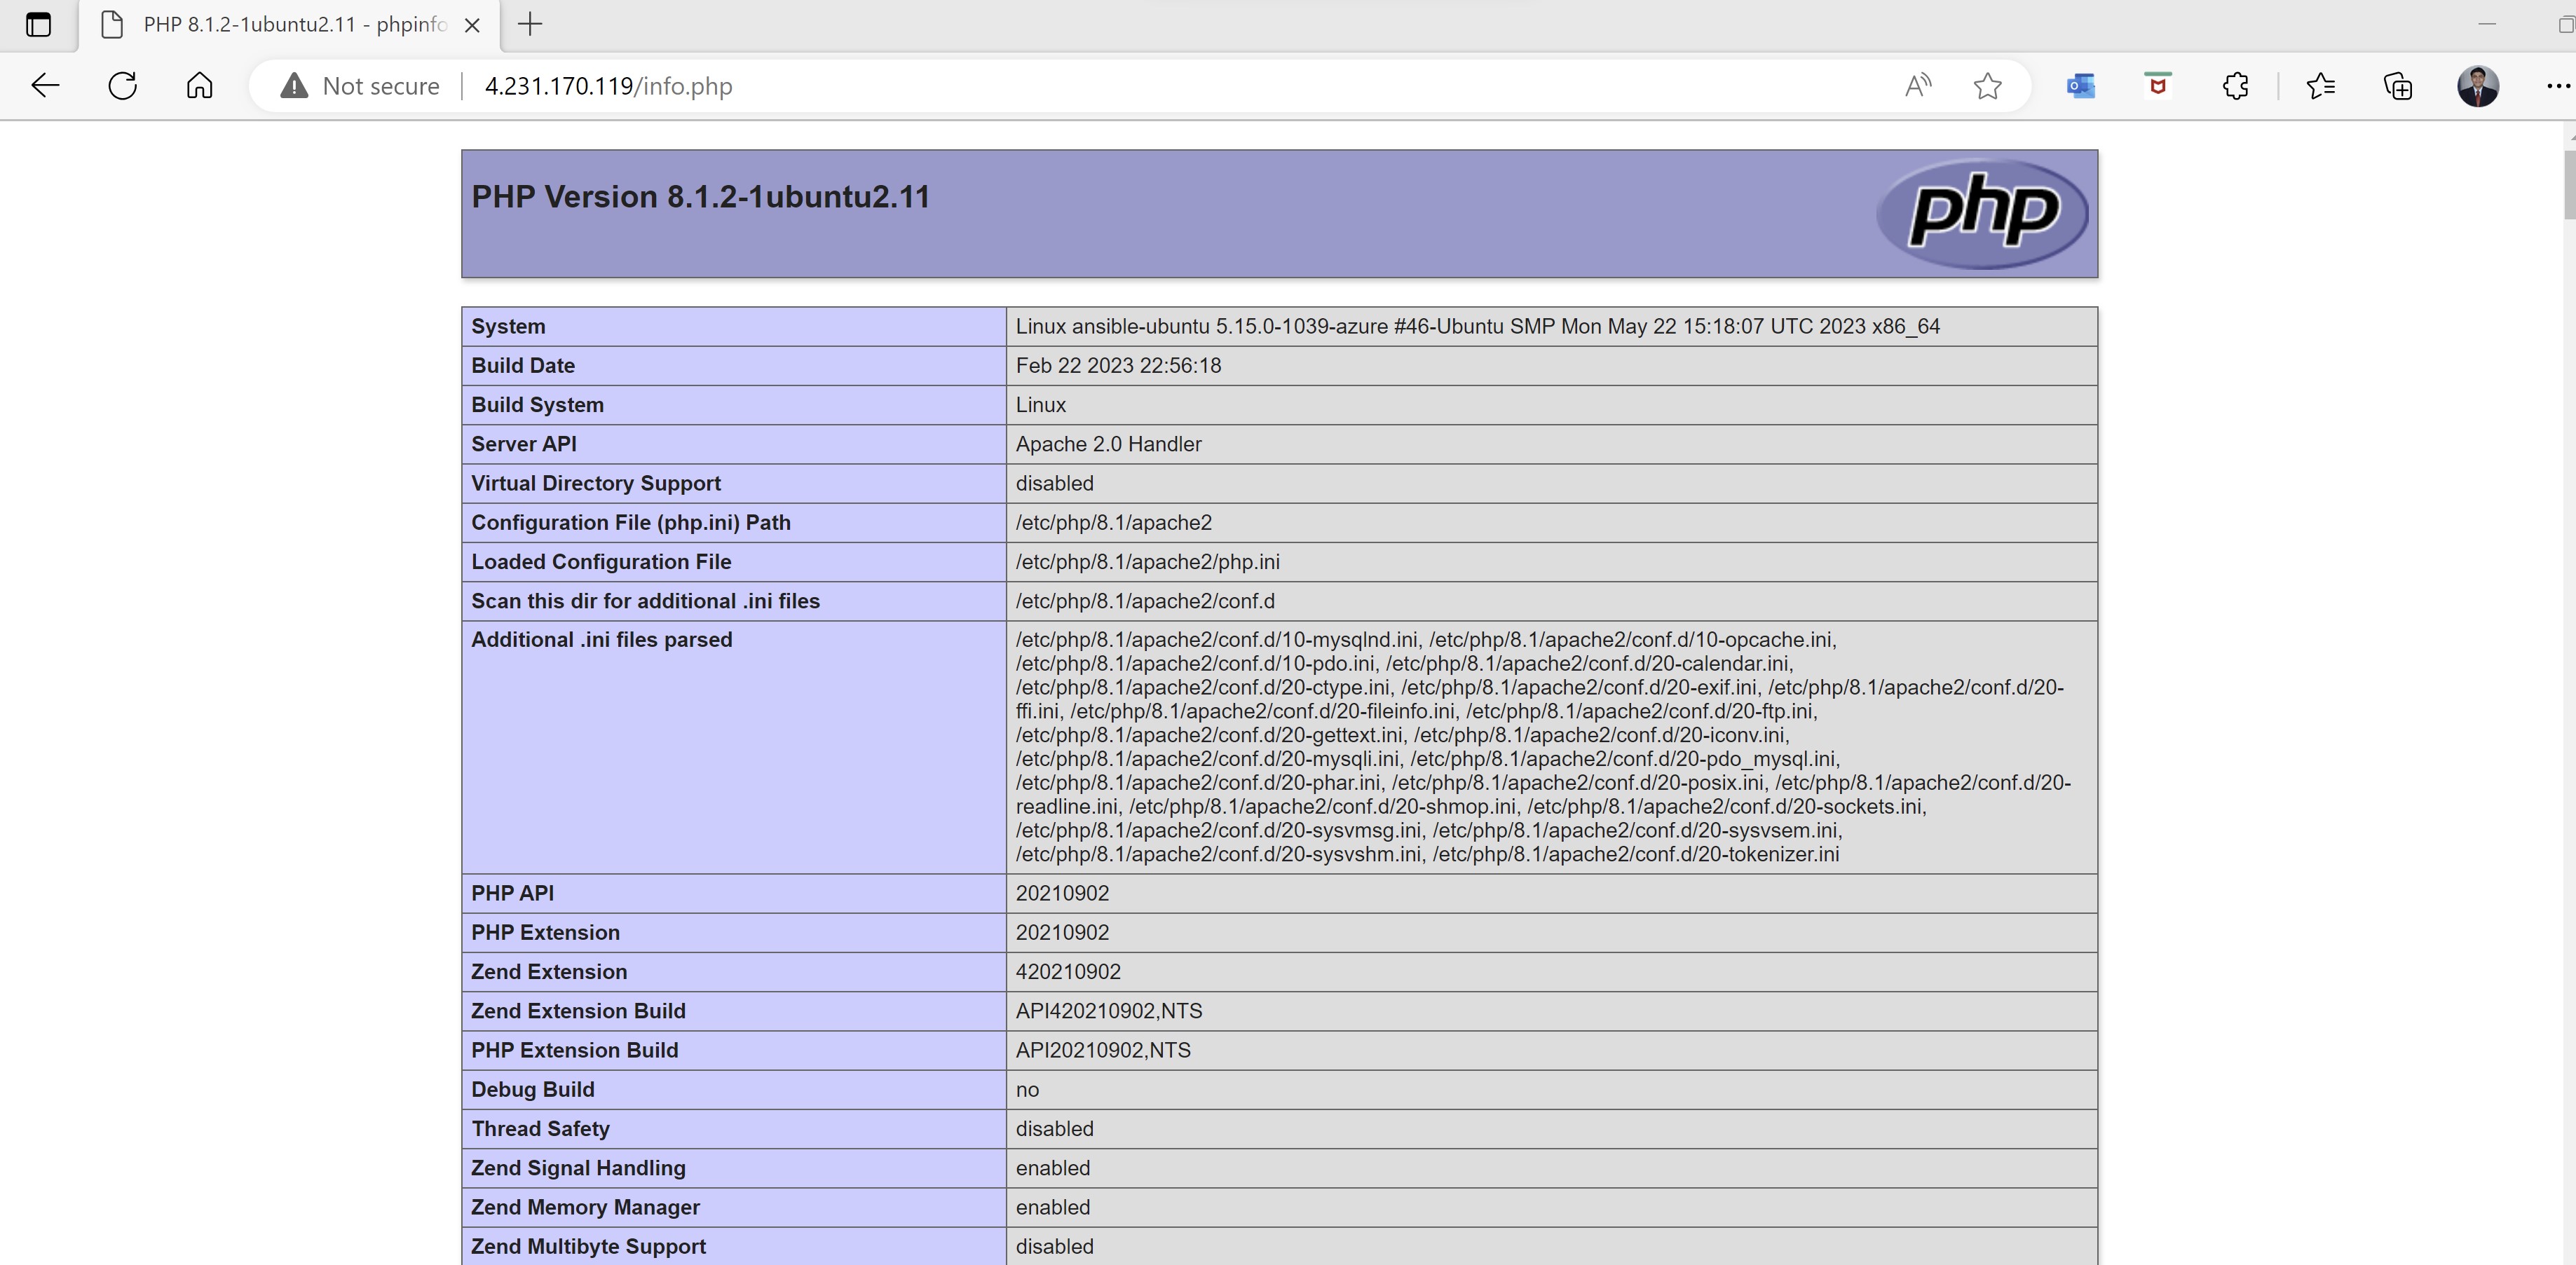 PHP 8.1.2-1ubuntu2.11 - phpinfo
Not secure
4.231.170.119/info.php
PHP Version 8.1.2-1ubuntu2.11
php
System Linux ansible-ubuntu 5.15.0-1039-azure #46-Ubuntu SMP Mon May 22 15:18:07 UTC 2023 x86_64
Build Date Feb 22 2023 22:56:18
Build System Linux
Server API Apache 2.0 Handler
Virtual Directory Support disabled
Configuration File (php.ini) Path /etc/php/8.1/apache2
Loaded Configuration File /etc/php/8.1/apache2/php.ini
Scan this dir for additional .ini files /etc/php/8.1/apache2/conf.d
Additional .ini files parsed /etc/php/8.1/apache2/conf.d/10-mysqlnd.ini, /etc/php/8.1/apache2/conf.d/10-opcache.ini,
/etc/php/8.1/apache2/conf.d/10-pdo.ini, /etc/php/8.1/apache2/conf.d/20-calendar.ini,
/etc/php/8.1/apache2/conf.d/20-ctype.ini, /etc/php/8.1/apache2/conf.d/20-exif.ini, /etc/php/8.1/apache2/conf.d/20-
ffi.ini, /etc/php/8.1/apache2/conf.d/20-fileinfo.ini, /etc/php/8.1/apache2/conf.d/20-ftp.ini,
/etc/php/8.1/apache2/conf.d/20-gettext.ini, /etc/php/8.1/apache2/conf.d/20-iconv.ini,
/etc/php/8.1/apache2/conf.d/20-mysqli.ini, /etc/php/8.1/apache2/conf.d/20-pdo_mysql.ini,
/etc/php/8.1/apache2/conf.d/20-phar.ini, /etc/php/8.1/apache2/conf.d/20-posix.ini, /etc/php/8.1/apache2/conf.d/20-
readline.ini, /etc/php/8.1/apache2/conf.d/20-shmop.ini, /etc/php/8.1/apache2/conf.d/20-sockets.ini,
/etc/php/8.1/apache2/conf.d/20-sysvmsg.ini, /etc/php/8.1/apache2/conf.d/20-sysvsem.ini,
/etc/php/8.1/apache2/conf.d/20-sysvshm.ini, /etc/php/8.1/apache2/conf.d/20-tokenizer.ini
PHP API 20210902
PHP Extension 20210902
Zend Extension 420210902
Zend Extension Build API420210902,NTS
PHP Extension Build API20210902,NTS
Debug Build no
Thread Safety disabled
Zend Signal Handling enabled
Zend Memory Manager enabled
Zend Multibyte Support disabled